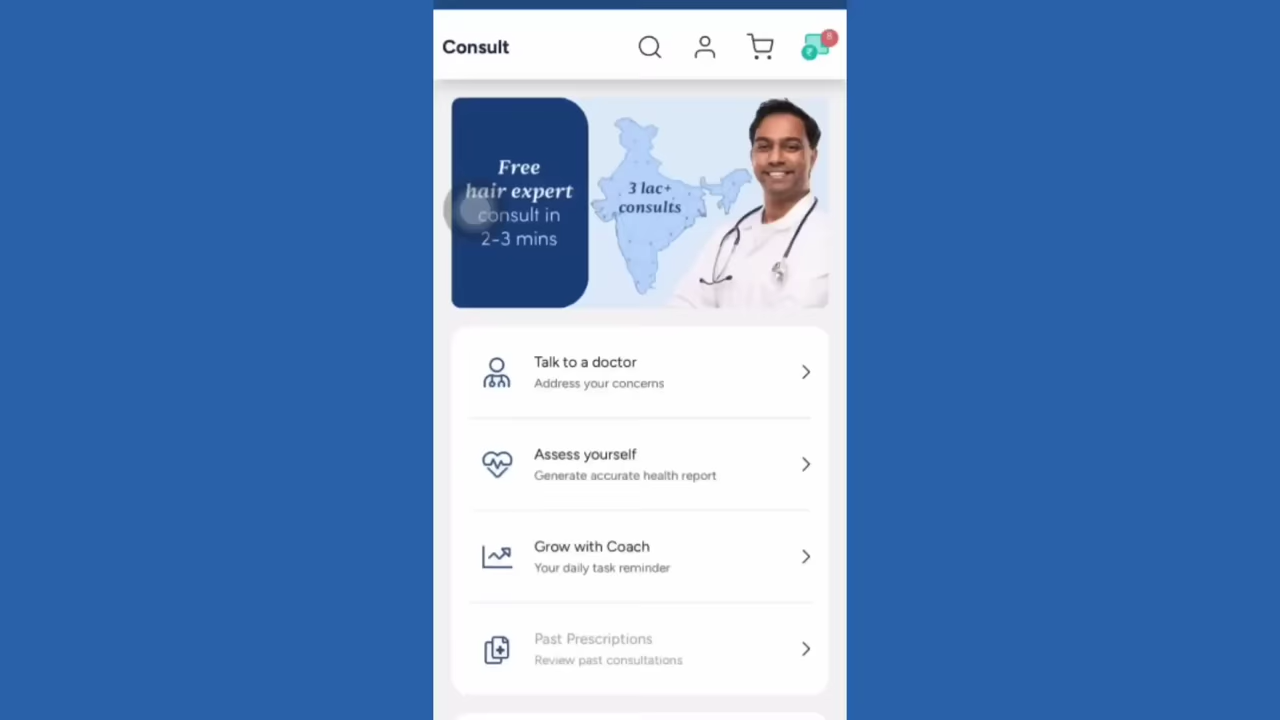 Consult
8
Free
hair expert
consult in
2-3 mins
3 lac+
consults
Talk to a doctor
Address your concerns
Assess yourself
Generate accurate health report
Grow with Coach
Your daily task reminder
Past Prescriptions
Review past consultations